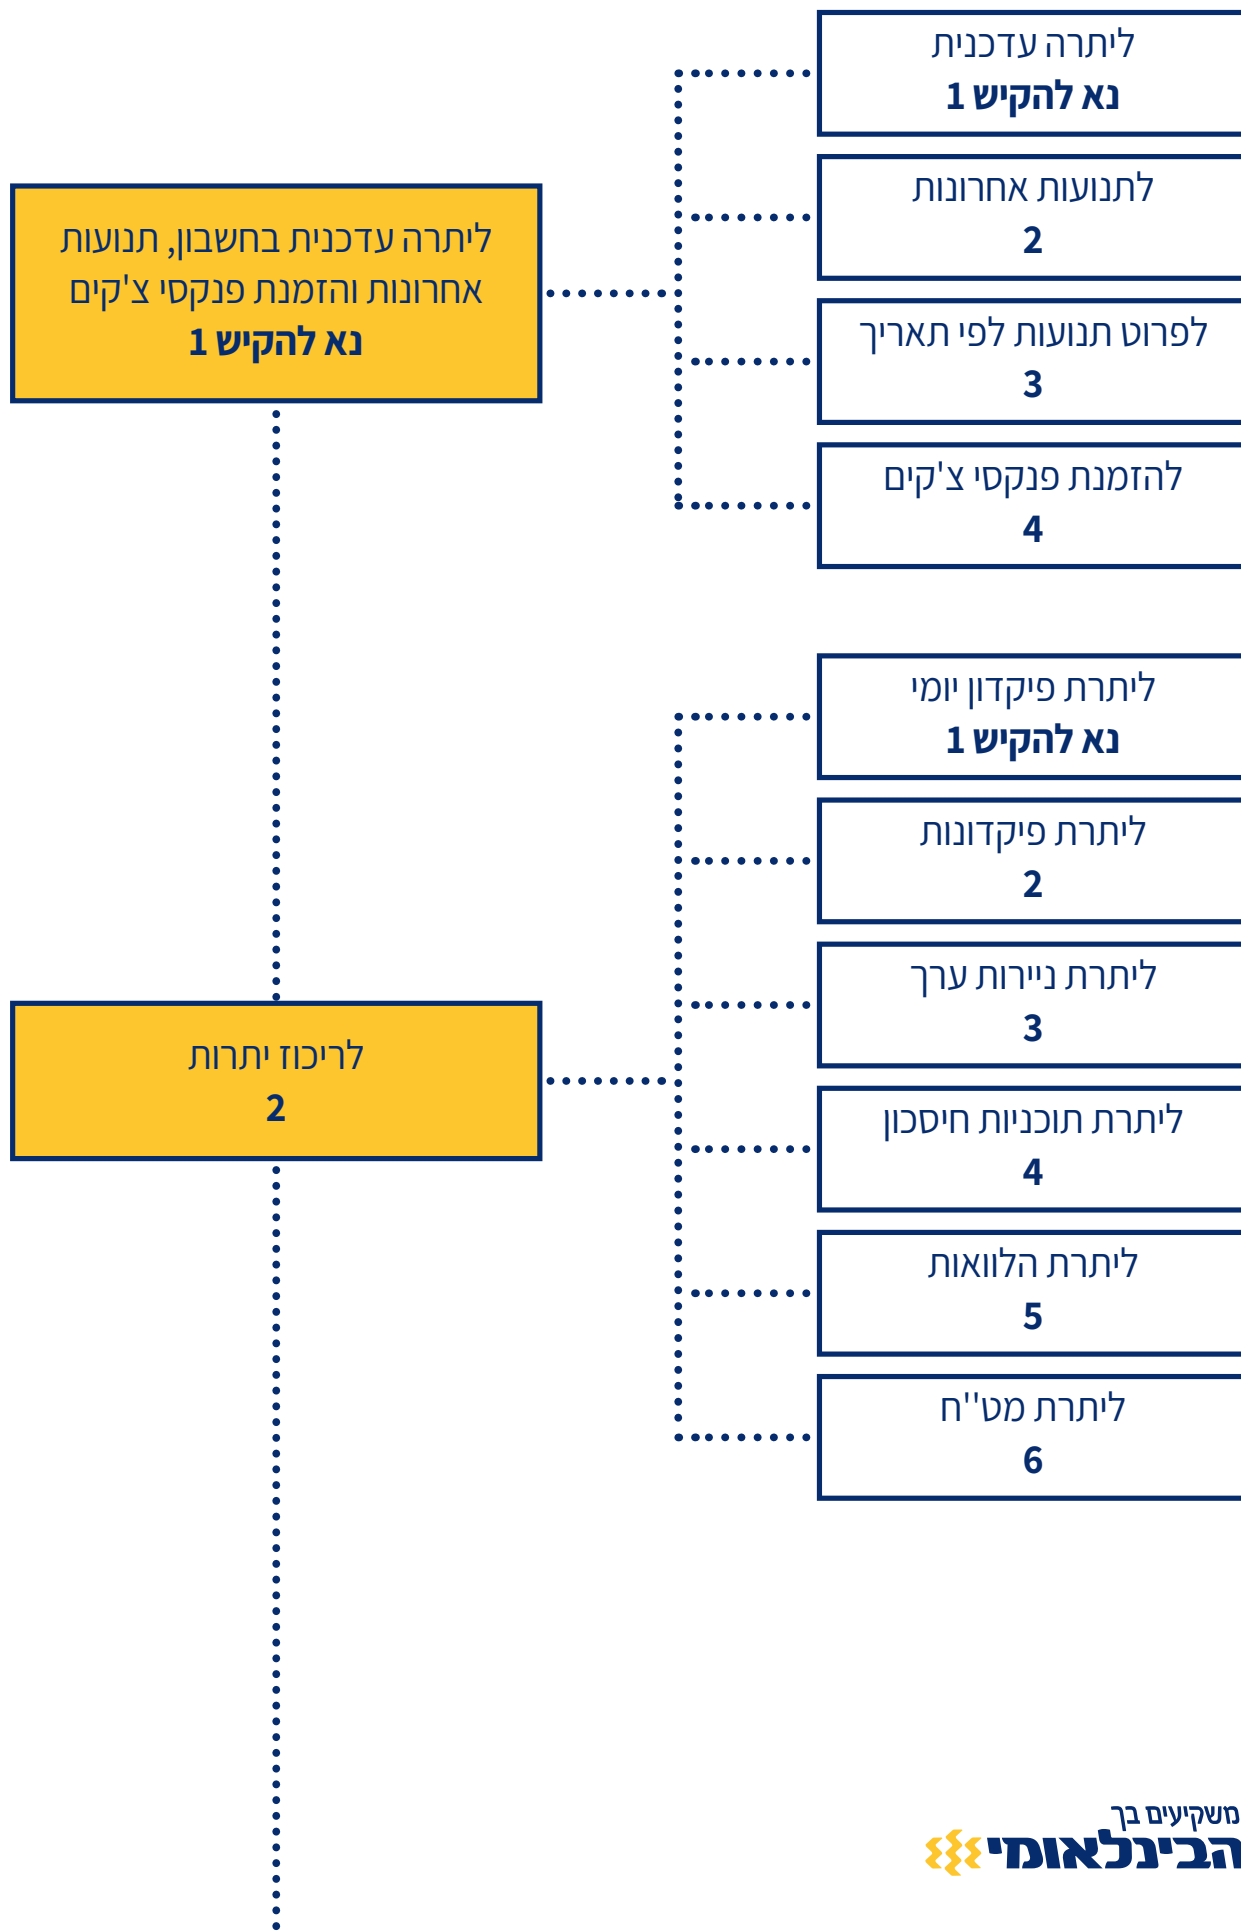 ליתרה עדכנית בחשבון, תנועות
אחרונות והזמנת פנקסי צ'קים
נא להקיש 1
ליתרה עדכנית
נא להקיש 1
לתנועות אחרונות
2
לפרוט תנועות לפי תאריך
3
להזמנת פנקסי צ'קים
4
לריכוז יתרות
2
ליתרת פיקדון יומי
נא להקיש 1
ליתרת פיקדונות
2
ליתרת ניירות ערך
3
ליתרת תוכניות חיסכון
4
ליתרת הלוואות
5
ליתרת מט''ח
6
משקיעים בך
הבינלאומי